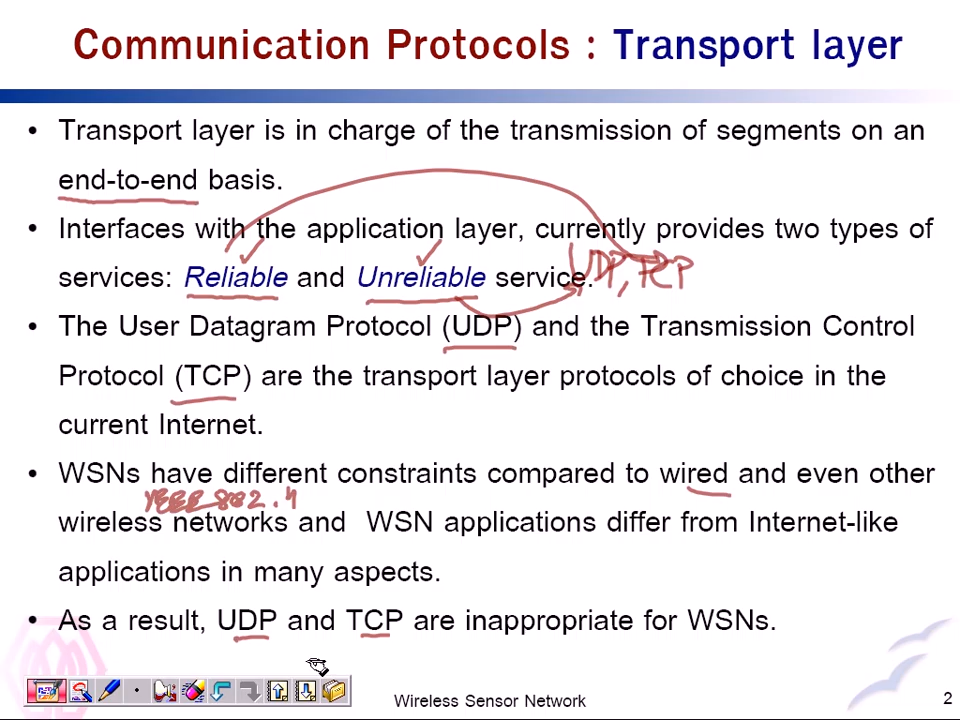 Communication Protocols : Transport layer
• Transport layer is in charge of the transmission of segments on an
end-to-end basis.
• Interfaces with the application layer, currently provides two types of
services: Reliable and Unreliable service.
UDP, TCP
• The User Datagram Protocol (UDP) and the Transmission Control
Protocol (TCP) are the transport layer protocols of choice in the
current Internet.
• WSNs have different constraints compared to wired and even other
IEEE 802.4
wireless networks and WSN applications differ from Internet-like
applications in many aspects.
• As a result, UDP and TCP are inappropriate for WSNs.
Wireless Sensor Network
2